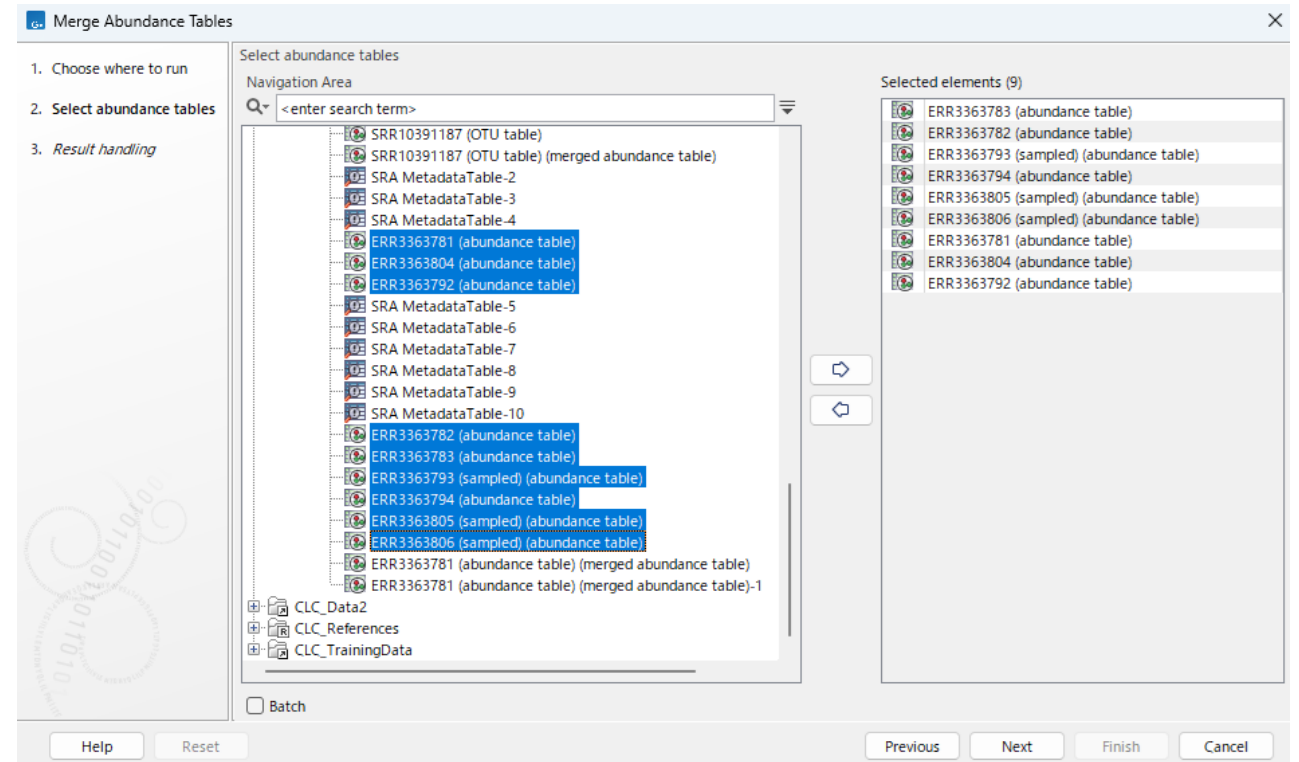 Merge Abundance Tables
1. Choose where to run
2. Select abundance tables
3. Result handling
Select abundance tables
Navigation Area
<enter search term>
SRR10391187 (OTU table)
SRR10391187 (OTU table) (merged abundance table)
SRA MetadataTable-2
SRA MetadataTable-3
SRA MetadataTable-4
ERR3363781 (abundance table)
ERR3363804 (abundance table)
ERR3363792 (abundance table)
SRA MetadataTable-5
SRA MetadataTable-6
SRA MetadataTable-7
SRA MetadataTable-8
SRA MetadataTable-9
SRA MetadataTable-10
ERR3363782 (abundance table)
ERR3363783 (abundance table)
ERR3363793 (sampled) (abundance table)
ERR3363794 (abundance table)
ERR3363805 (sampled) (abundance table)
ERR3363806 (sampled) (abundance table)
ERR3363781 (abundance table) (merged abundance table)
ERR3363781 (abundance table) (merged abundance table)-1
CLC_Data2
CLC_References
CLC_TrainingData
Batch
Selected elements (9)
ERR3363783 (abundance table)
ERR3363782 (abundance table)
ERR3363793 (sampled) (abundance table)
ERR3363794 (abundance table)
ERR3363805 (sampled) (abundance table)
ERR3363806 (sampled) (abundance table)
ERR3363781 (abundance table)
ERR3363804 (abundance table)
ERR3363792 (abundance table)
Help
Reset
Previous
Next
Finish
Cancel